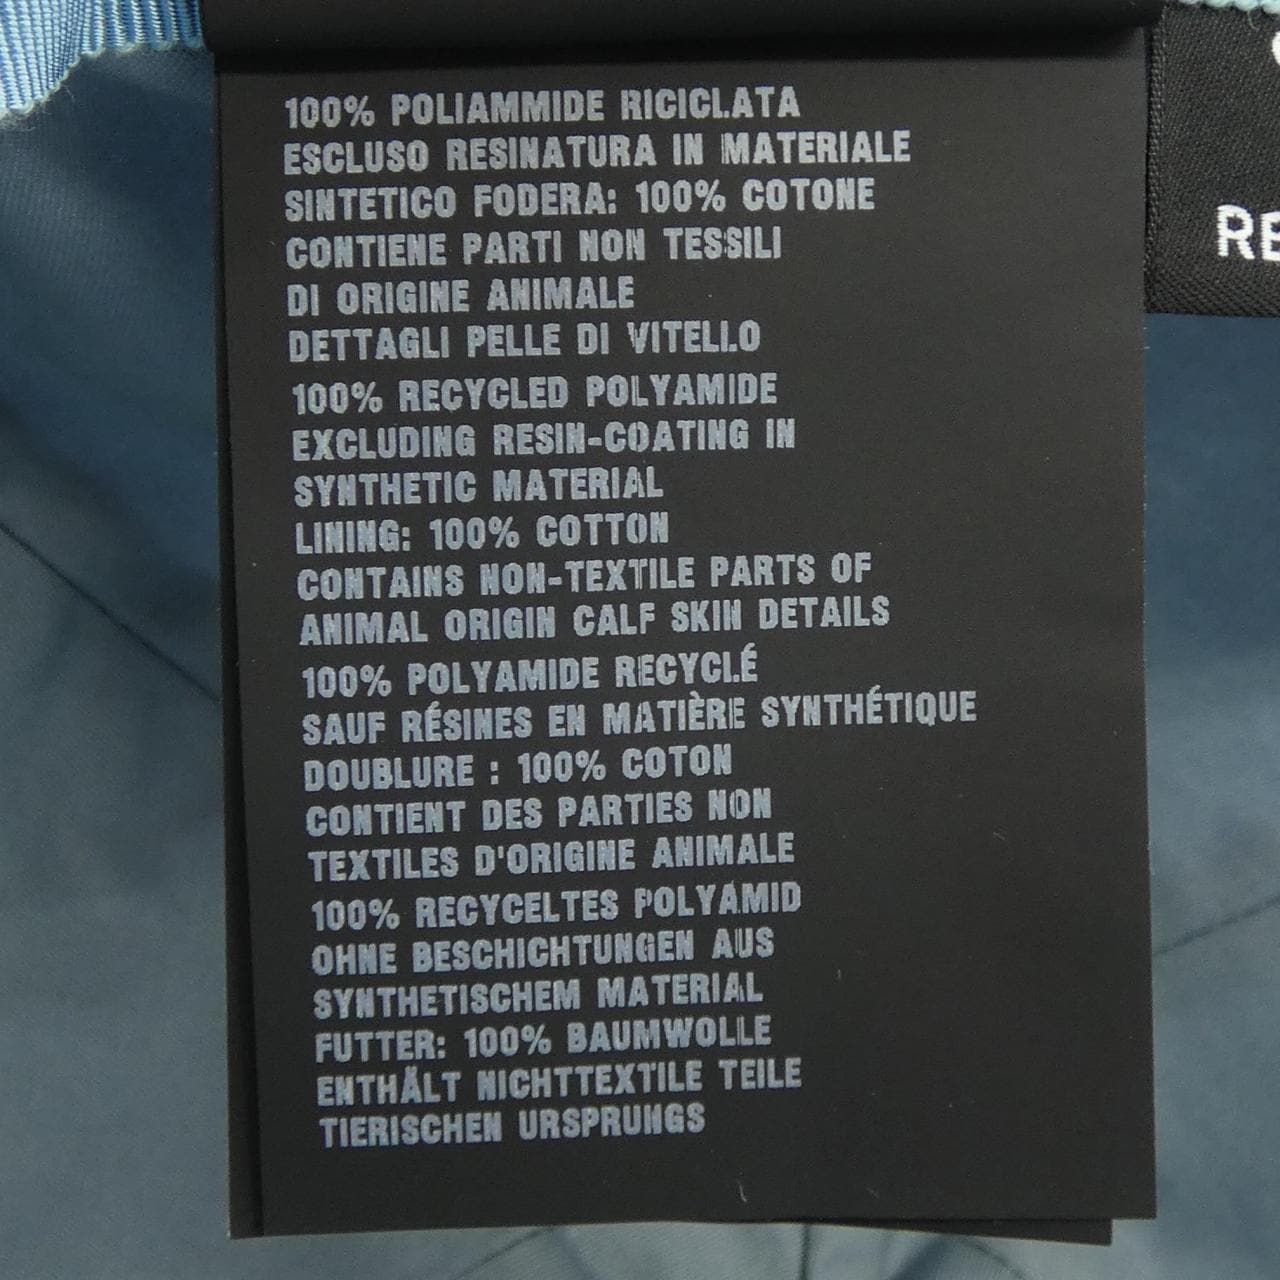 100% POLIAMMIDE RICICLATA
ESCLUSO RESINATURA IN MATERIALE
SINTETICO FODERA: 100% COTONE
CONTIENE PARTI NON TESSILI
DI ORIGINE ANIMALE
DETTAGLI PELLE DI VITELLO
100% RECYCLED POLYAMIDE
EXCLUDING RESIN-COATING IN
SYNTHETIC MATERIAL
LINING: 100% COTTON
CONTAINS NON-TEXTILE PARTS OF
ANIMAL ORIGIN CALF SKIN DETAILS
100% POLYAMIDE RECYCLÉ
SAUF RÉSINES EN MATIÈRE SYNTHÉTIQUE
DOUBLURE : 100% COTON
CONTIENT DES PARTIES NON
TEXTILES D'ORIGINE ANIMALE
100% RECYCELTES POLYAMID
OHNE BESCHICHTUNGEN AUS
SYNTHETISCHEM MATERIAL
FUTTER: 100% BAUMWOLLE
ENTHÄLT NICHTTEXTILE TEILE
TIERISCHEN URSPRUNGS